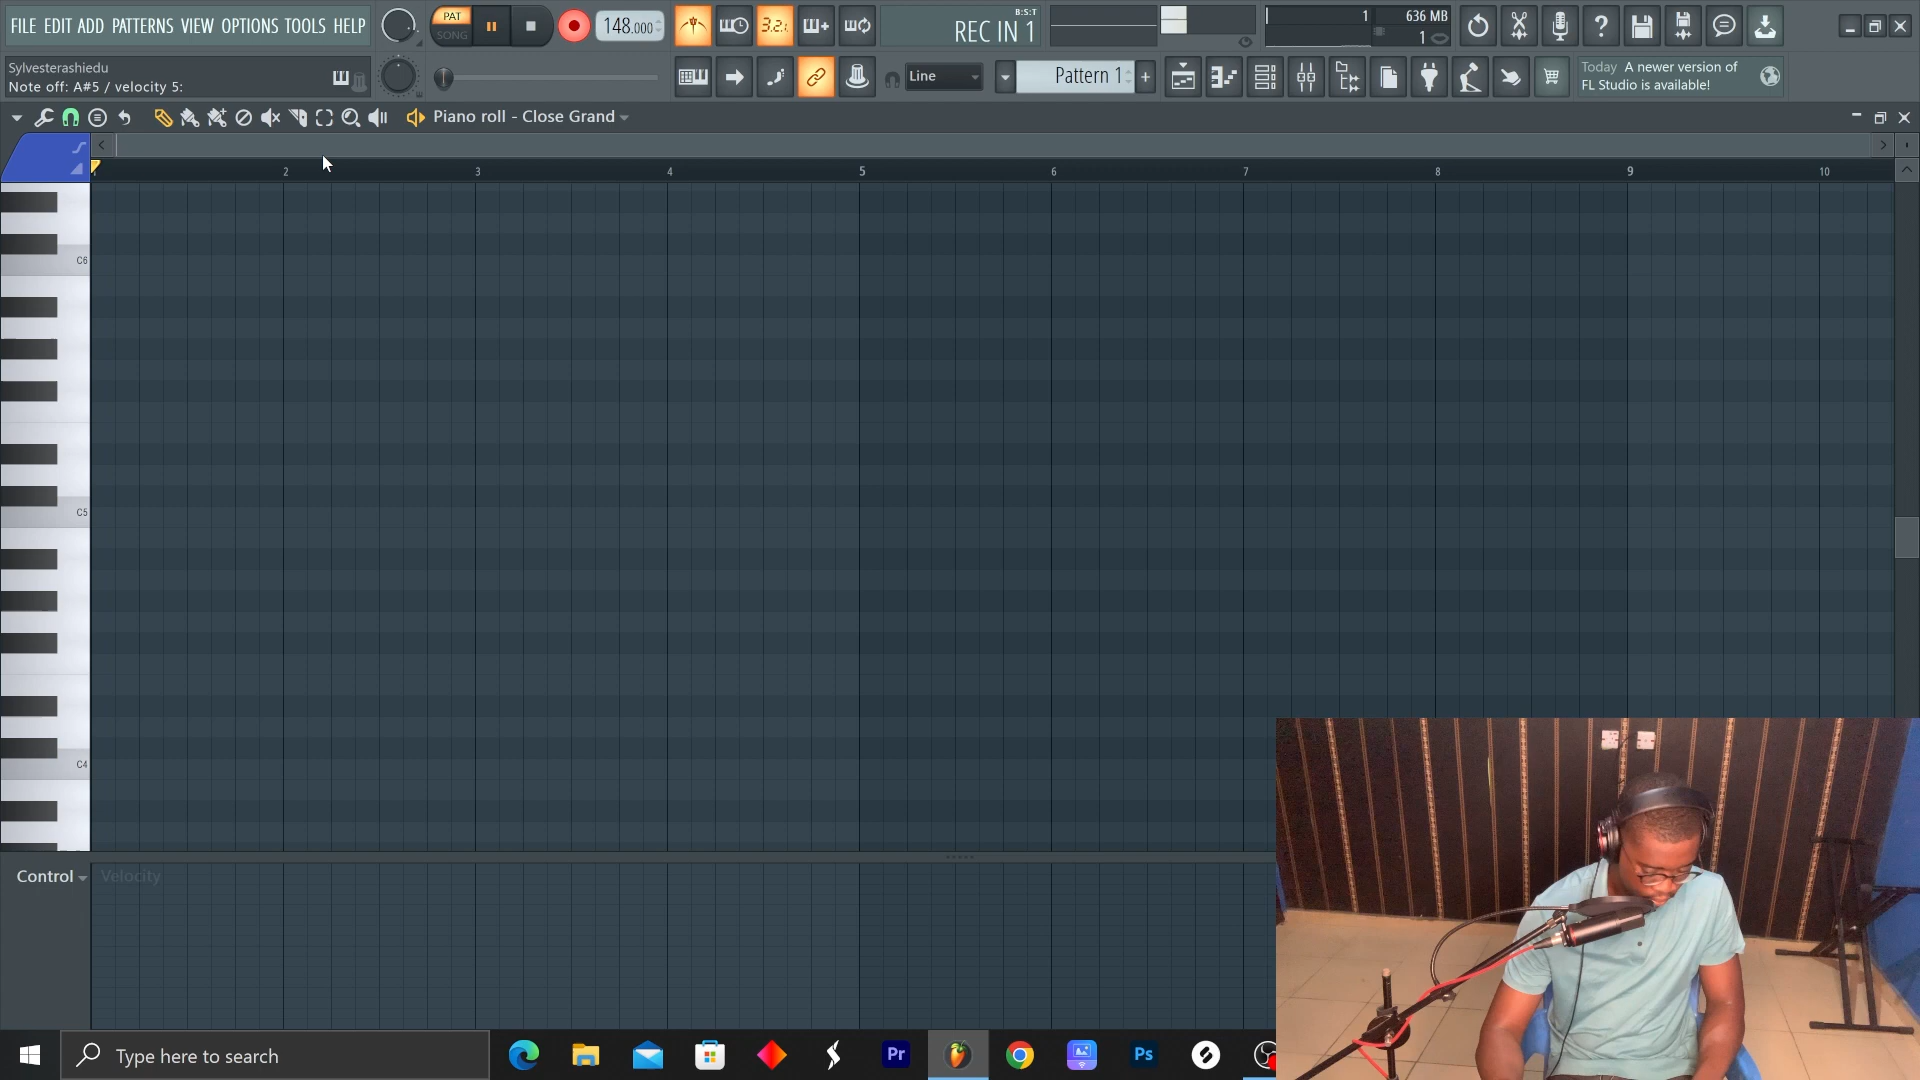 FILE EDIT ADD PATTERNS VIEW OPTIONS TOOLS HELP
PAT
SONG
148.000
3.2.1
B:S:T
REC IN 1
1
636 MB
1
Sylvesterashiedu
Note off: A#5 / velocity 5:
Line
Pattern 1
+
Today A newer version of
FL Studio is available!
Piano roll - Close Grand
2 3 4 5 6 7 8 9 10
C6
C5
C4
Control
Velocity
Type here to search
Pr
Ps